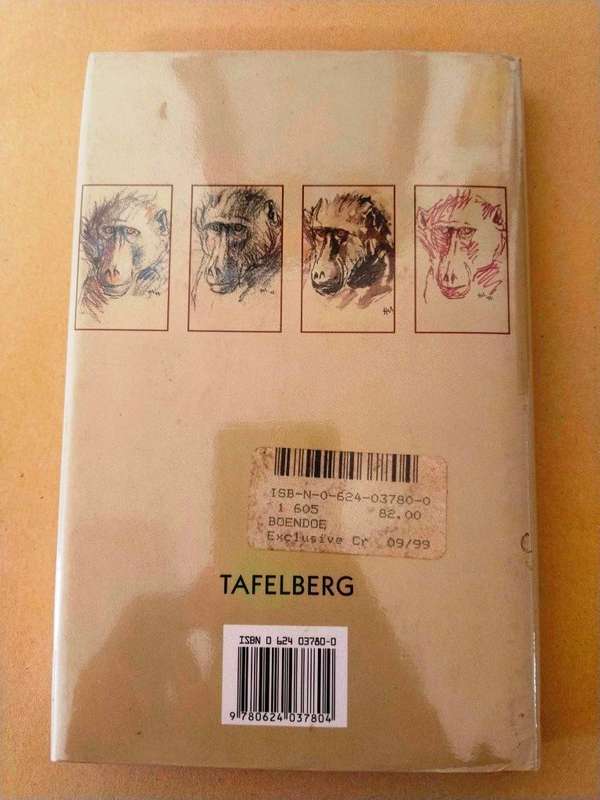 HM
ISB-N-0-624-03780-0
1 605 82.00
BOENDOE
Exclusive Cr 09/99
TAFELBERG
ISBN 0 624 03780-0
9 780624 037804